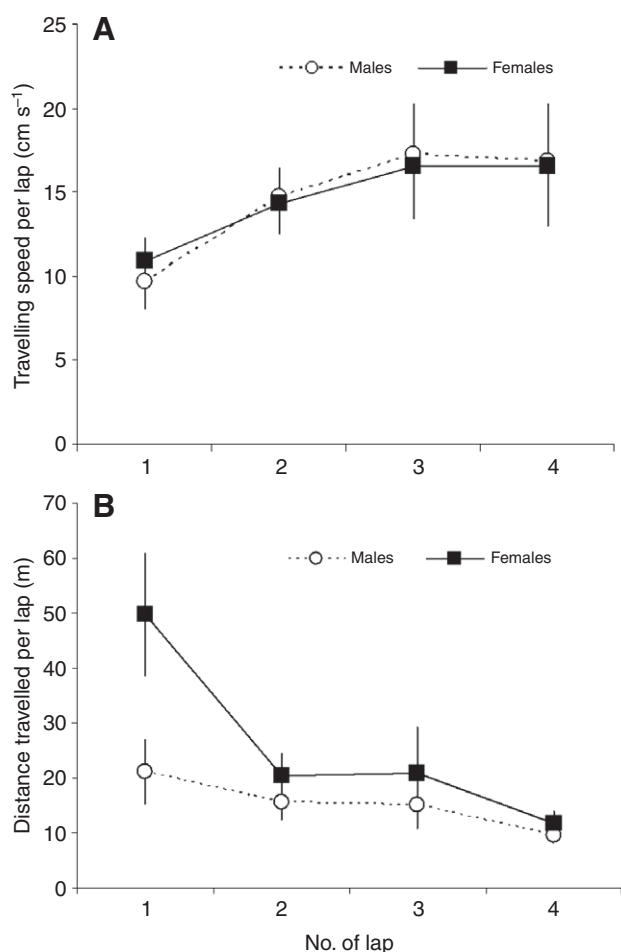 A
Males
Females
Travelling speed per lap (cm s⁻¹)
25
20
15
10
5
0
1 2 3 4
B
Males
Females
Distance travelled per lap (m)
70
60
50
40
30
20
10
0
1 2 3 4
No. of lap